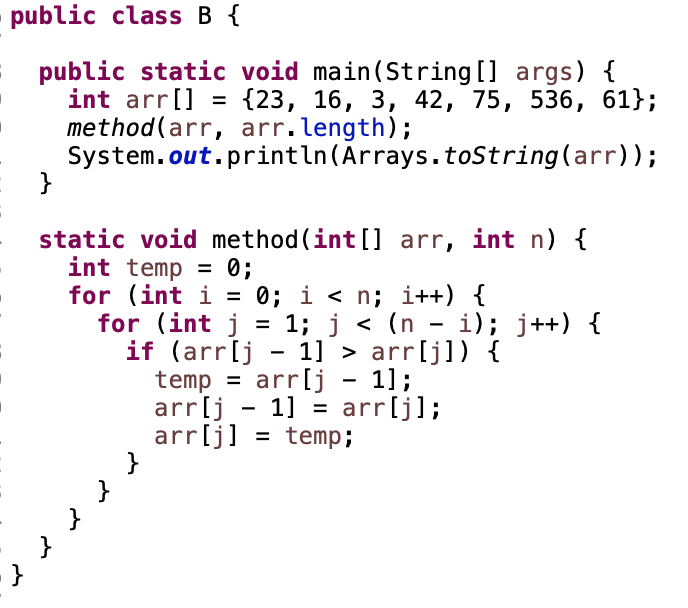 public class B {
public static void main(String[] args) {
int arr[] = {23, 16, 3, 42, 75, 536, 61};
method(arr, arr.length);
System.out.println(Arrays.toString(arr));
}
static void method(int[] arr, int n) {
int temp = 0;
for (int i = 0; i < n; i++) {
for (int j = 1; j < (n - i); j++) {
if (arr[j - 1] > arr[j]) {
temp = arr[j - 1];
arr[j - 1] = arr[j];
arr[j] = temp;
}
}
}
}
}